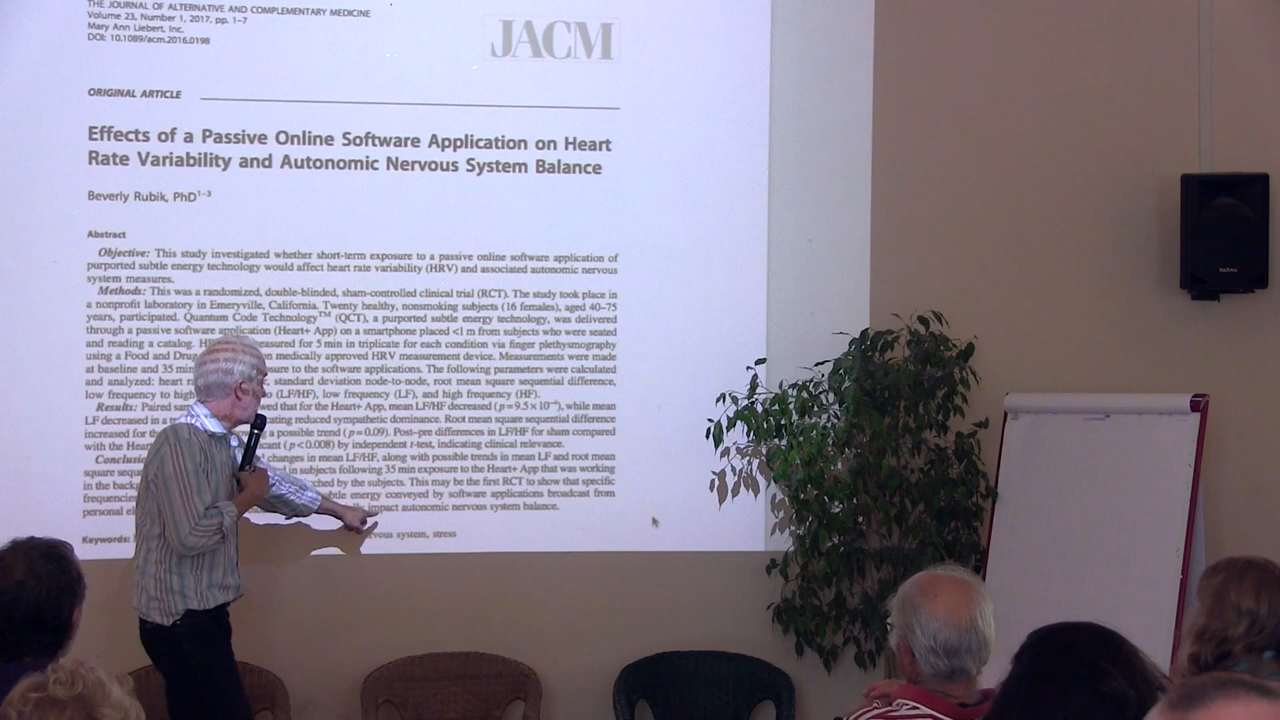 THE JOURNAL OF ALTERNATIVE AND COMPLEMENTARY MEDICINE
Volume 23, Number 1, 2017, pp. 1–7
Mary Ann Liebert, Inc.
DOI: 10.1089/acm.2016.0198
JACM
ORIGINAL ARTICLE
Effects of a Passive Online Software Application on Heart
Rate Variability and Autonomic Nervous System Balance
Beverly Rubik, PhD1–3
Abstract
Objective: This study investigated whether short-term exposure to a passive online software application of
purported subtle energy technology would affect heart rate variability (HRV) and associated autonomic nervous
system measures.
Methods: This was a randomized, double-blinded, sham-controlled clinical trial (RCT). The study took place in
a nonprofit laboratory in Emeryville, California. Twenty healthy, nonsmoking subjects (16 females), aged 40–75
years, participated. Quantum Code Technology™ (QCT), a purported subtle energy technology, was delivered
through a passive software application (Heart+ App) on a smartphone placed <1 m from subjects who were seated
and reading a catalog. for 5 min in triplicate for each condition via finger plethysmography
using a Food and medically approved HRV measurement device. Measurements were made
at baseline and 35 min to the software applications. The following parameters were calculated
and analyzed: heart standard deviation node-to-node, root mean square sequential difference,
low frequency to high (LF/HF), low frequency (LF), and high frequency (HF).
Results: Paired that for the Heart+ App, mean LF/HF decreased while mean
LF decreased in a reduced sympathetic dominance. Root mean square sequential difference
increased for a possible trend (p=0.09). Post–pre differences in LF/HF for sham compared
with the (p<0.008) by independent t-test, indicating clinical relevance.
changes in mean LF/HF, along with possible trends in mean LF and root mean
square in subjects following 35 min exposure to the Heart+ App that was working
in the by the subjects. This may be the first RCT to show that specific
frequencies energy conveyed by software applications broadcast from
personal impact autonomic nervous system balance.
Keywords: system, stress